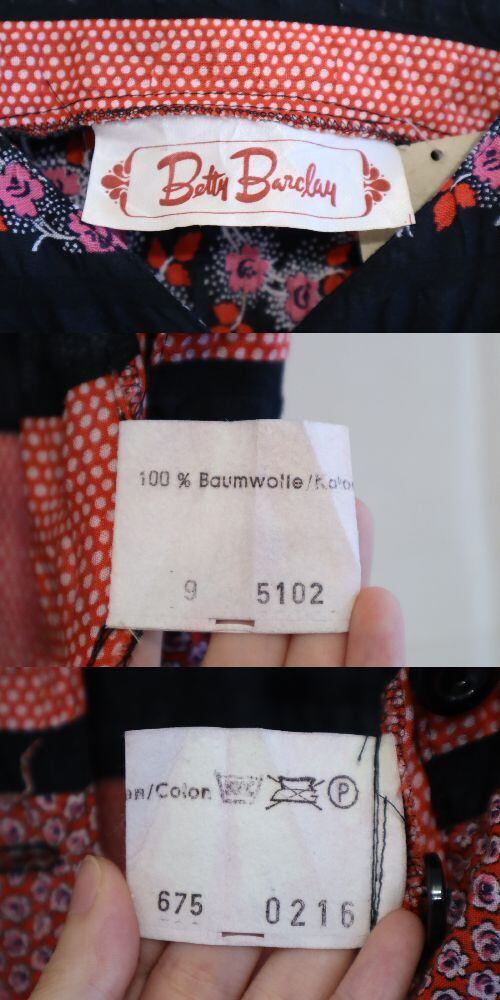 Betty Barclay
100 % Baumwolle/
9 5102
/Coton
P
675 0216